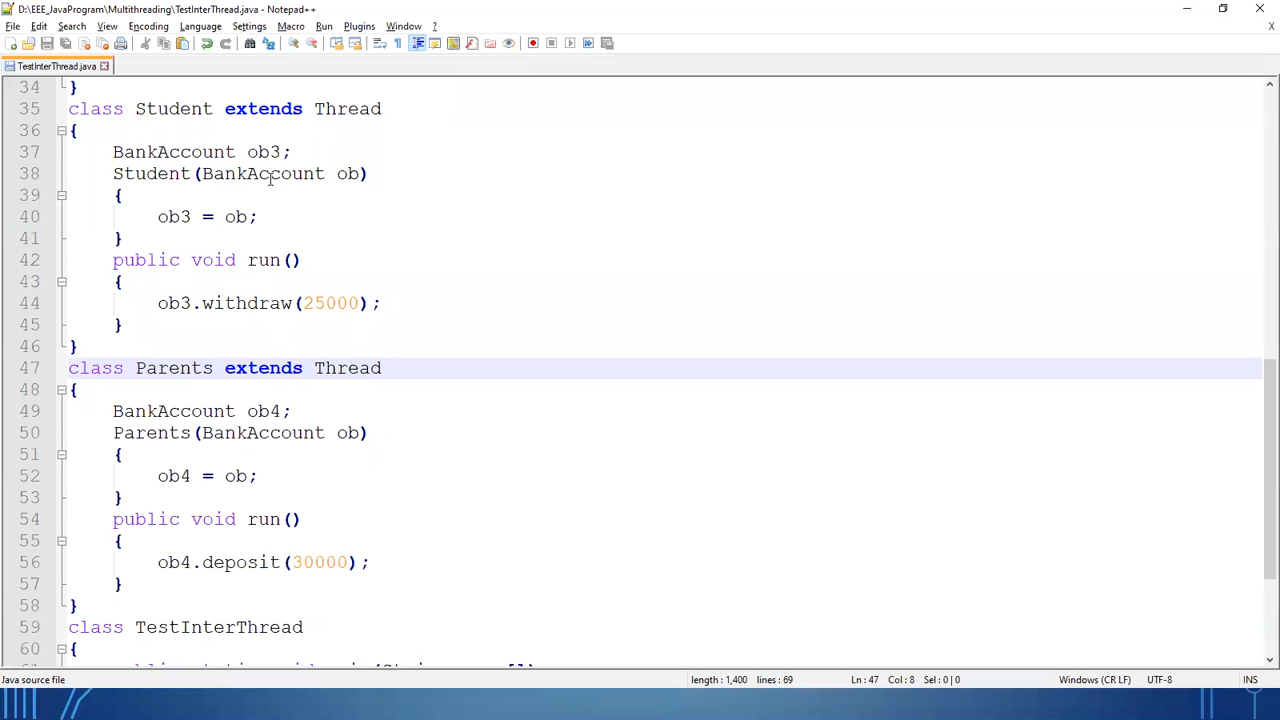 D:\EEE_JavaProgram\Multithreading\TestInterThread.java - Notepad++
File Edit Search View Encoding Language Settings Macro Run Plugins Window ? X
TestInterThread.java
34 }
35 class Student extends Thread
36 {
37 BankAccount ob3;
38 Student(BankAccount ob)
39 {
40 ob3 = ob;
41 }
42 public void run()
43 {
44 ob3.withdraw(25000);
45 }
46 }
47 class Parents extends Thread
48 {
49 BankAccount ob4;
50 Parents(BankAccount ob)
51 {
52 ob4 = ob;
53 }
54 public void run()
55 {
56 ob4.deposit(30000);
57 }
58 }
59 class TestInterThread
60 {
Java source file length : 1,400 lines : 69 Ln : 47 Col : 8 Sel : 0 | 0 Windows (CR LF) UTF-8 INS